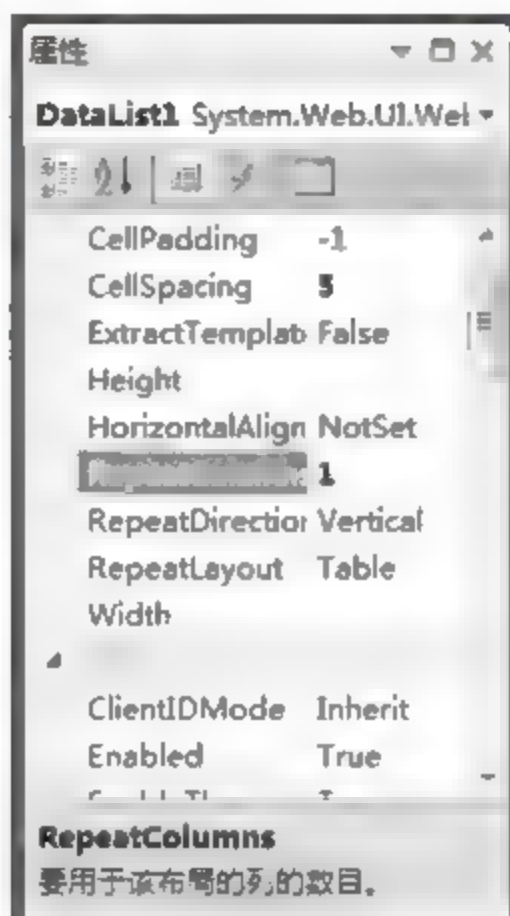 属性
DataList1 System.Web.UI.Wel
CellPadding -1
CellSpacing 5
ExtractTemplat False
Height
HorizontalAlign NotSet
1
RepeatDirection Vertical
RepeatLayout Table
Width
ClientIDMode Inherit
Enabled True
RepeatColumns
要用于该布局的列的数目。